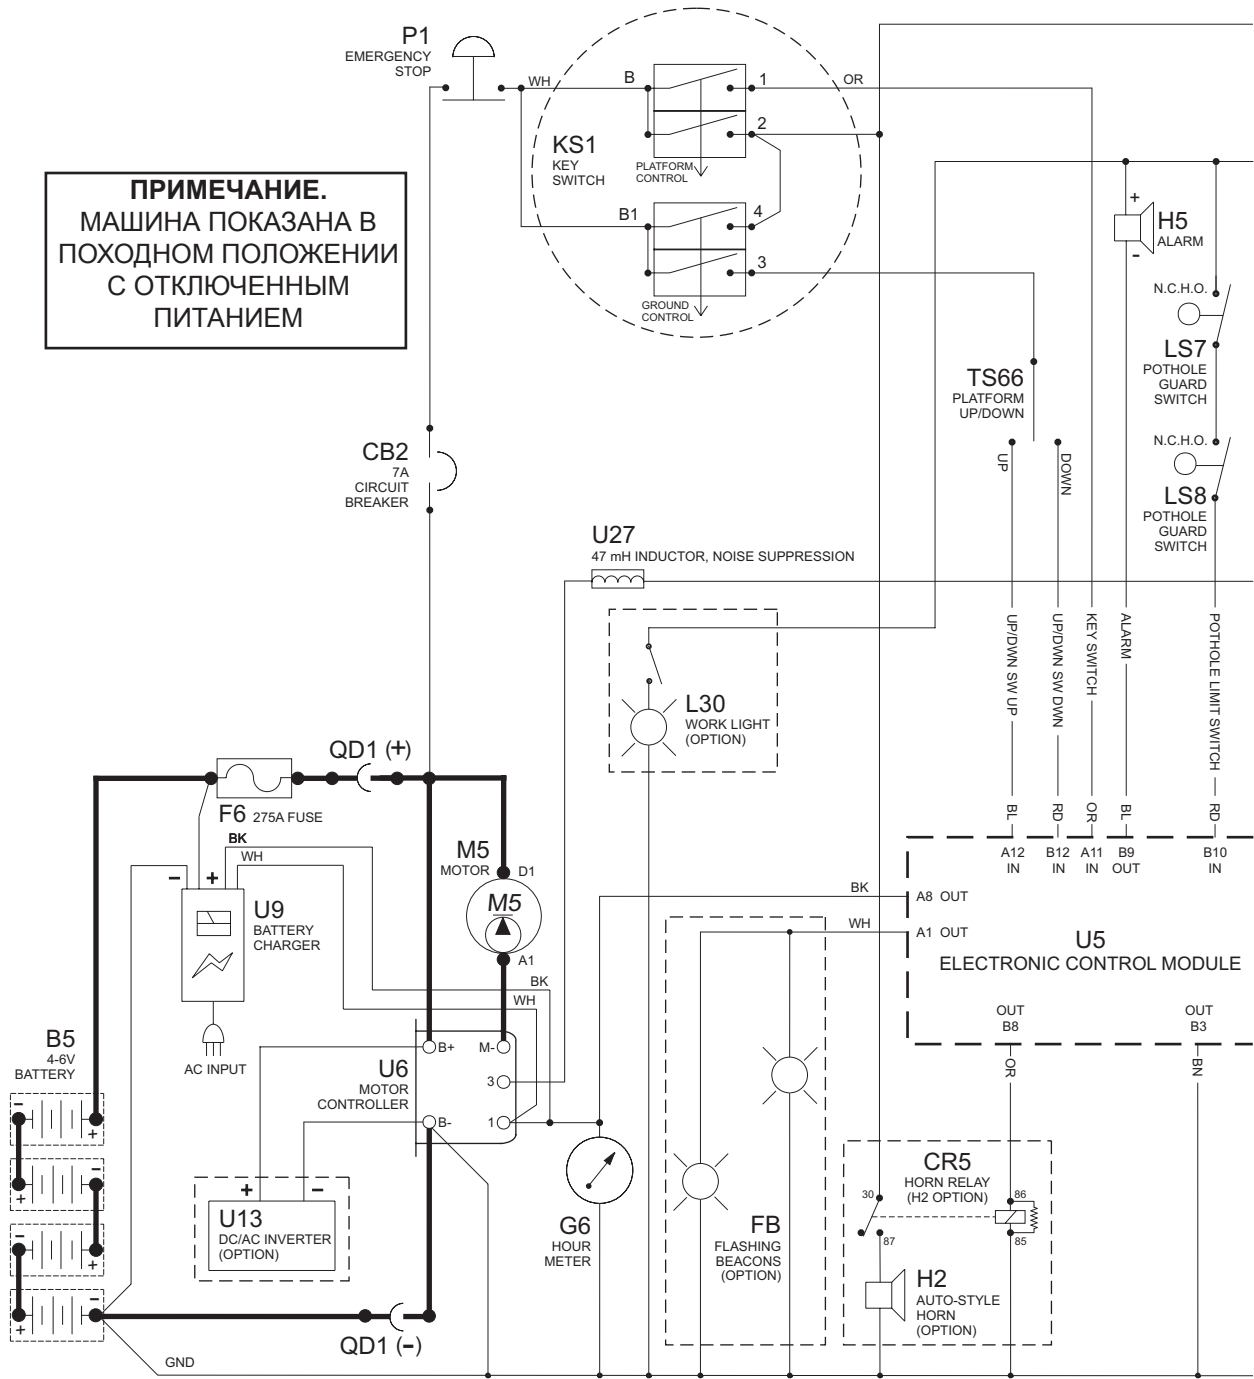 P1
EMERGENCY
STOP
WH
B
1
OR
2
KS1
KEY
SWITCH
PLATFORM
CONTROL
B1
4
3
GROUND
CONTROL
ПРИМЕЧАНИЕ.
МАШИНА ПОКАЗАНА В
ПОХОДНОМ ПОЛОЖЕНИИ
С ОТКЛЮЧЕННЫМ
ПИТАНИЕМ
+
H5
ALARM
-
N.C.H.O.
LS7
POTHOLE
GUARD
SWITCH
TS66
PLATFORM
UP/DOWN
UP
DOWN
N.C.H.O.
LS8
POTHOLE
GUARD
SWITCH
CB2
7A
CIRCUIT
BREAKER
U27
47 mH INDUCTOR, NOISE SUPPRESSION
UP/DWN SW UP
UP/DWN SW DWN
KEY SWITCH
ALARM
POTHOLE LIMIT SWITCH
L30
WORK LIGHT
(OPTION)
QD1 (+)
F6 275A FUSE
BK
WH
BL
RD
OR
BL
RD
A12
IN
B12
IN
A11
IN
B9
OUT
B10
IN
M5
MOTOR
D1
M5
A1
-
+
U9
BATTERY
CHARGER
AC INPUT
BK
WH
BK
A8 OUT
WH
A1 OUT
U5
ELECTRONIC CONTROL MODULE
OUT
B8
OUT
B3
OR
BN
B5
4-6V
BATTERY
-
+
-
+
-
+
-
+
U6
MOTOR
CONTROLLER
B+
M-
3
B-
1
+
-
U13
DC/AC INVERTER
(OPTION)
G6
HOUR
METER
FB
FLASHING
BEACONS
(OPTION)
CR5
HORN RELAY
(H2 OPTION)
30
86
87
85
H2
AUTO-STYLE
HORN
(OPTION)
QD1 (-)
GND